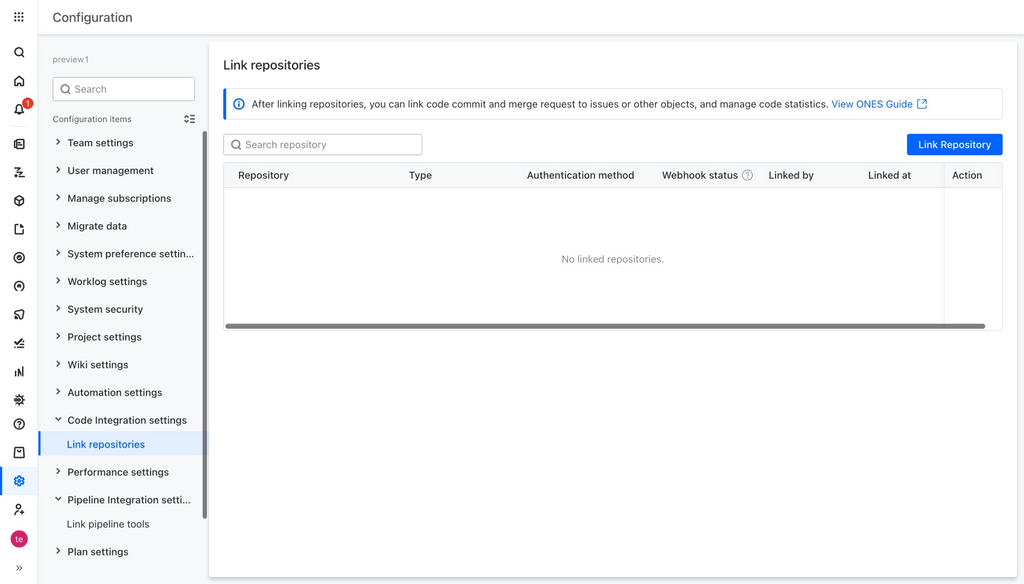 Configuration
preview1
Search
Configuration items
Team settings
User management
Manage subscriptions
Migrate data
System preference settin...
Worklog settings
System security
Project settings
Wiki settings
Automation settings
Code Integration settings
Link repositories
Performance settings
Pipeline Integration setti...
Link pipeline tools
Plan settings
1
te
Link repositories
After linking repositories, you can link code commit and merge request to issues or other objects, and manage code statistics. View ONES Guide
Search repository
Link Repository
Repository Type Authentication method Webhook status Linked by Linked at Action
No linked repositories.